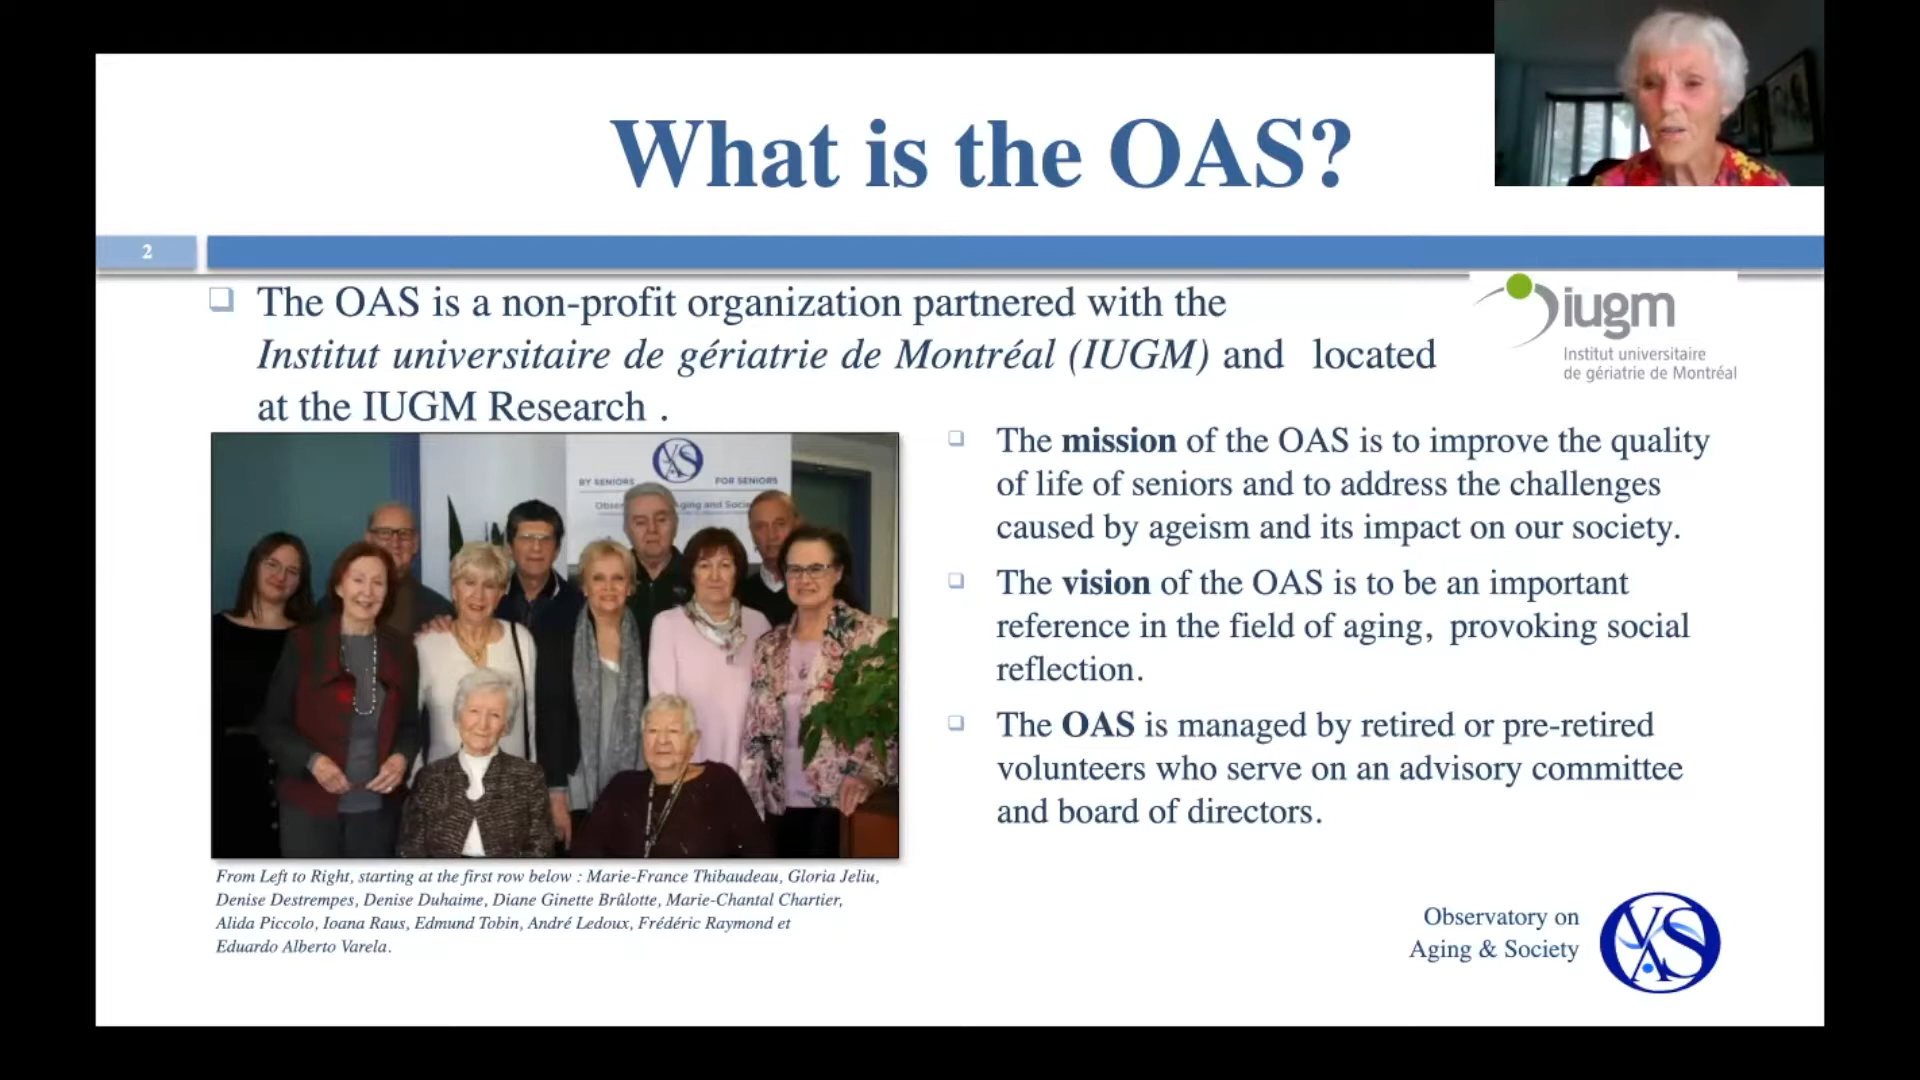 What is the OAS?
2
The OAS is a non-profit organization partnered with the
Institut universitaire de gériatrie de Montréal (IUGM) and located
at the IUGM Research .
iugm
Institut universitaire
de gériatrie de Montréal
BY SENIORS FOR SENIORS
Aging and
From Left to Right, starting at the first row below : Marie-France Thibaudeau, Gloria Jeliu,
Denise Destrempes, Denise Duhaime, Diane Ginette Brûlotte, Marie-Chantal Chartier,
Alida Piccolo, Ioana Raus, Edmund Tobin, André Ledoux, Frédéric Raymond et
Eduardo Alberto Varela.
The mission of the OAS is to improve the quality
of life of seniors and to address the challenges
caused by ageism and its impact on our society.
The vision of the OAS is to be an important
reference in the field of aging, provoking social
reflection.
The OAS is managed by retired or pre-retired
volunteers who serve on an advisory committee
and board of directors.
Observatory on
Aging & Society